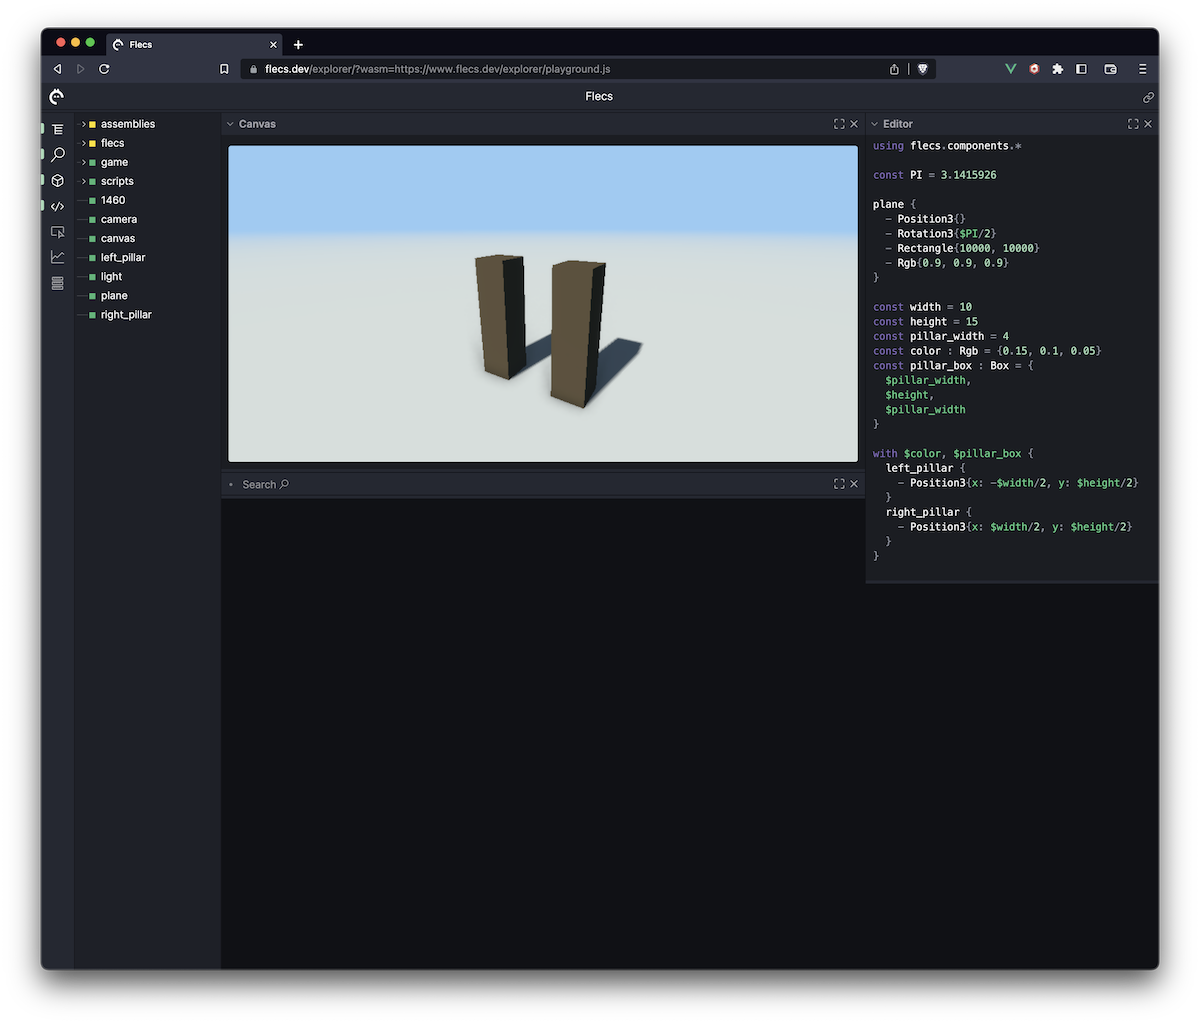 Flecs
flecs.dev/explorer/?wasm=https://www.flecs.dev/explorer/playground.js
Flecs
assemblies
flecs
game
scripts
1460
camera
canvas
left_pillar
light
plane
right_pillar
Canvas
Search
Editor
using flecs.components.*
const PI = 3.1415926
plane {
- Position3{}
- Rotation3{$PI/2}
- Rectangle{10000, 10000}
- Rgb{0.9, 0.9, 0.9}
}
const width = 10
const height = 15
const pillar_width = 4
const color : Rgb = {0.15, 0.1, 0.05}
const pillar_box : Box = {
$pillar_width,
$height,
$pillar_width
}
with $color, $pillar_box {
left_pillar {
- Position3{x: -$width/2, y: $height/2}
}
right_pillar {
- Position3{x: $width/2, y: $height/2}
}
}